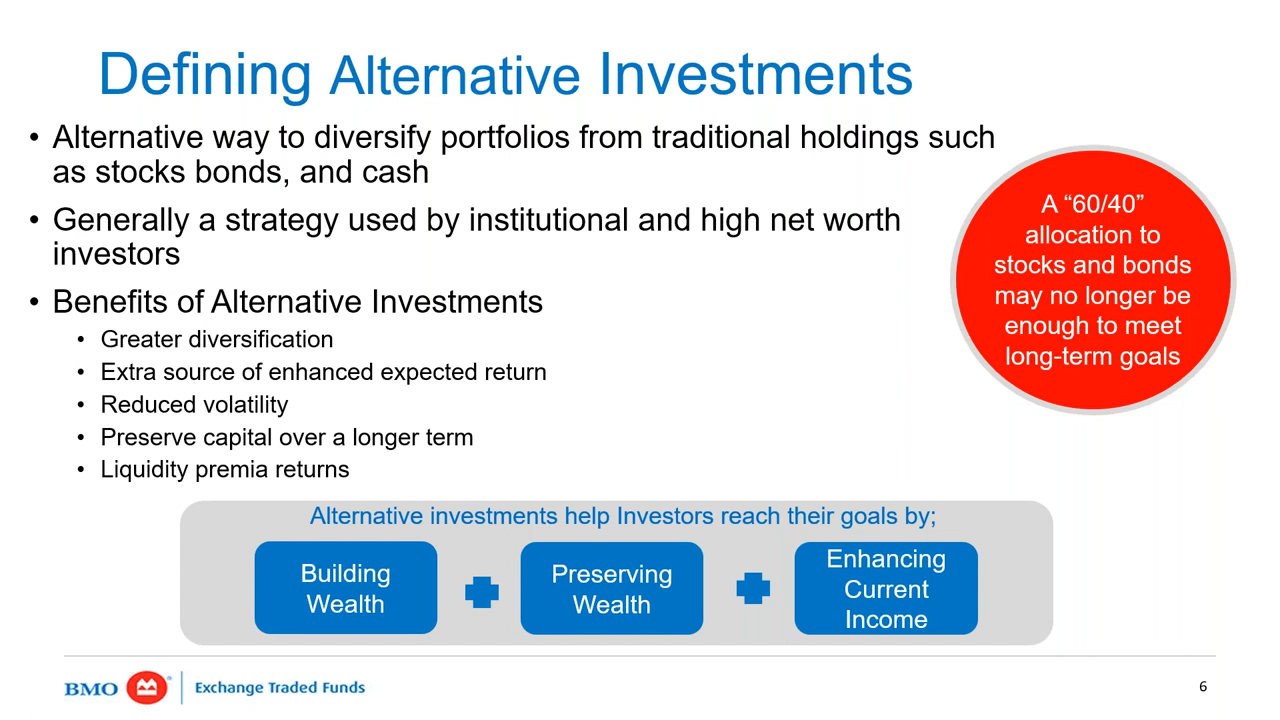 Defining Alternative Investments
• Alternative way to diversify portfolios from traditional holdings such
as stocks bonds, and cash
• Generally a strategy used by institutional and high net worth
investors
• Benefits of Alternative Investments
• Greater diversification
• Extra source of enhanced expected return
• Reduced volatility
• Preserve capital over a longer term
• Liquidity premia returns
A “60/40”
allocation to
stocks and bonds
may no longer be
enough to meet
long-term goals
Alternative investments help Investors reach their goals by;
Building
Wealth
Preserving
Wealth
Enhancing
Current
Income
BMO
Exchange Traded Funds
6